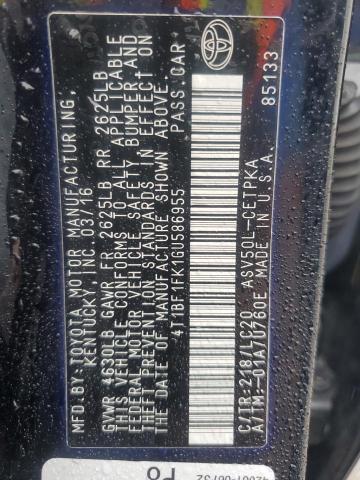 MFD.BY:TOYOTA MOTOR MANUFACTURING,
KENTUCKY, INC. 03/16
GVWR 4630LB GAWR FR 2625LB RR 2625LB
THIS VEHICLE CONFORMS TO ALL APPLICABLE
FEDERAL MOTOR VEHICLE SAFETY, BUMPER,AND
THEFT PREVENTION STANDARDS IN EFFECT ON
THE DATE OF MANUFACTURE SHOWN ABOVE.
4T1BF1FK1GU586955 PASS.CAR
C/TR:218/LC20 ASV50L-CETPKA
A/TM:-01A/U760E MADE IN U.S.A.
85133